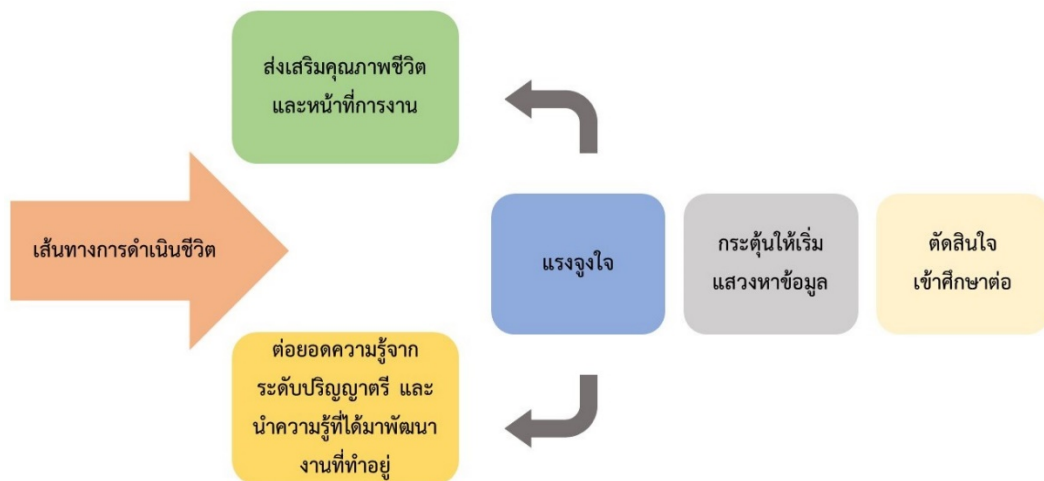 ส่งเสริมคุณภาพชีวิต
และหน้าที่การงาน
เส้นทางการดำเนินชีวิต
แรงจูงใจ
กระตุ้นให้เริ่ม
แสวงหาข้อมูล
ตัดสินใจ
เข้าศึกษาต่อ
ต่อยอดความรู้จาก
ระดับปริญญาตรี และ
นำความรู้ที่ได้มาพัฒนา
งานที่ทำอยู่